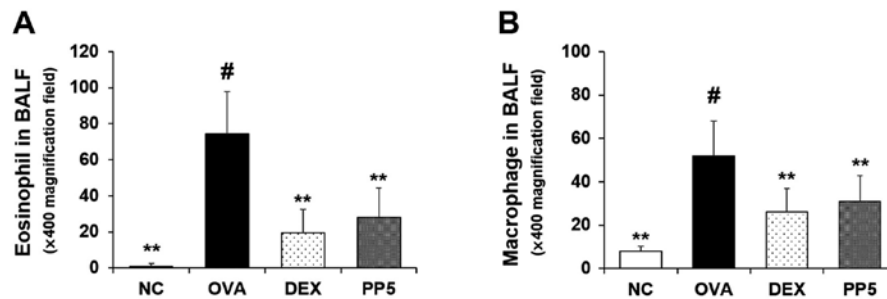 A
Eosinophil in BALF
(×400 magnification field)
120
100
80
60
40
20
0
**
#
**
**
NC OVA DEX PP5
B
Macrophage in BALF
(×400 magnification field)
100
80
60
40
20
0
**
#
**
**
NC OVA DEX PP5